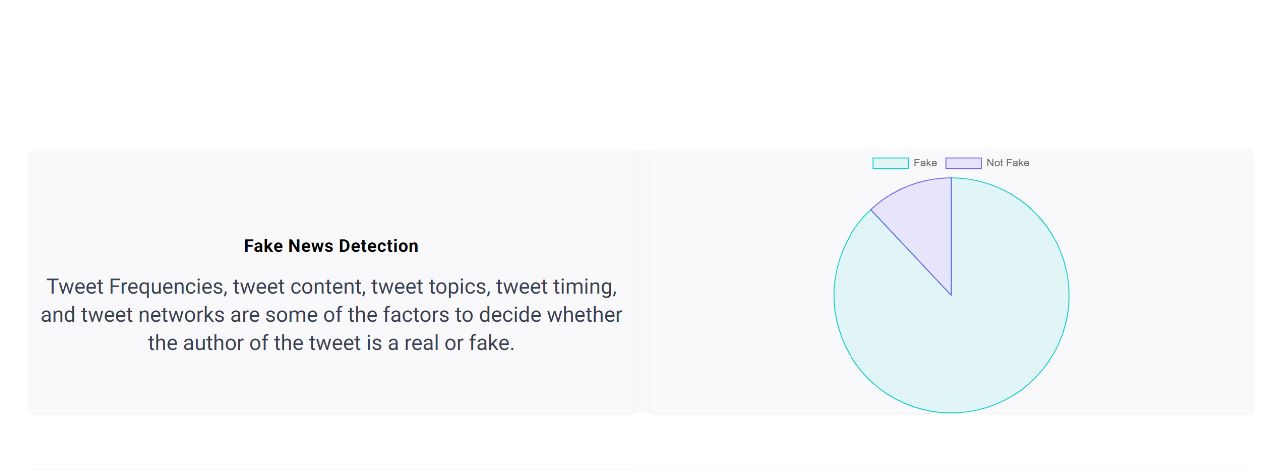 Fake News Detection
Tweet Frequencies, tweet content, tweet topics, tweet timing,
and tweet networks are some of the factors to decide whether
the author of the tweet is a real or fake.
Fake Not Fake